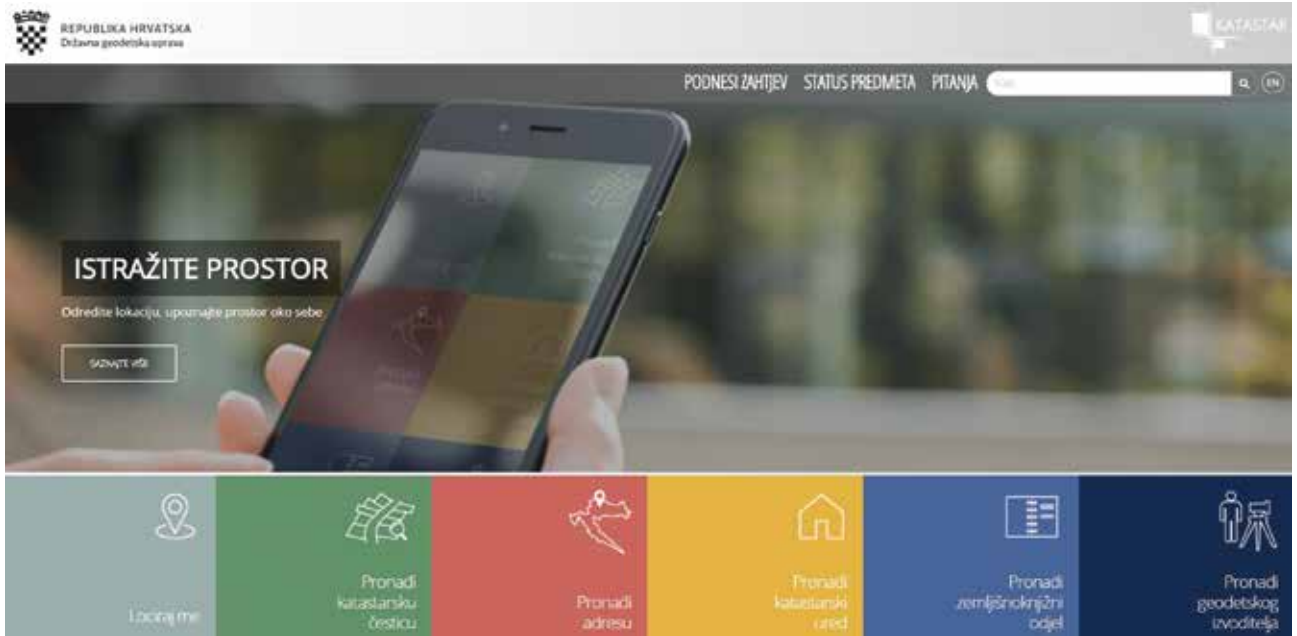 REPUBLIKA HRVATSKA
Državna geodetska uprava
KATASTAR
PODNESI ZAHTJEV STATUS PREDMETA PITANJA
EN
ISTRAŽITE PROSTOR
Odredite lokaciju, upoznajte prostor oko sebe.
SAZNAJTE VIŠE
Lociraj me
Pronađi
katastarsku
česticu
Pronađi
adresu
Pronađi
katastarski
ured
Pronađi
zemljišnoknjižni
odjel
Pronađi
geodetskog
izvoditelja